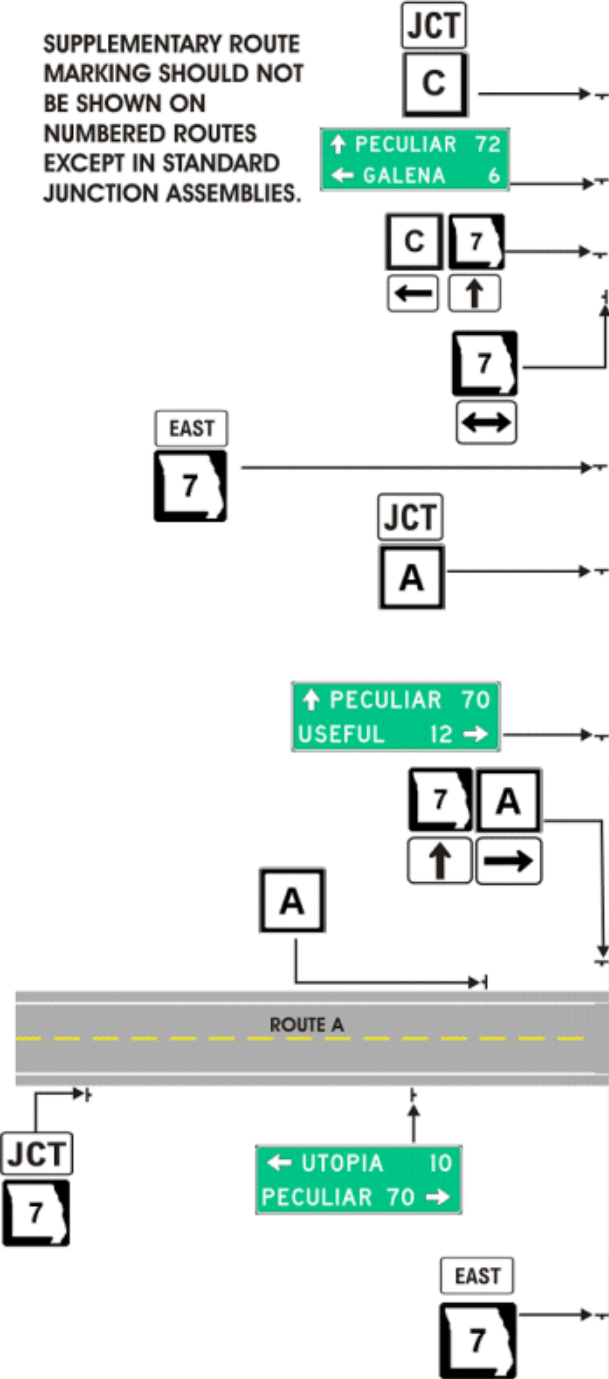 SUPPLEMENTARY ROUTE
MARKING SHOULD NOT
BE SHOWN ON
NUMBERED ROUTES
EXCEPT IN STANDARD
JUNCTION ASSEMBLIES.
JCT
C
PECULIAR 72
GALENA 6
C 7
7
EAST
7
JCT
A
PECULIAR 70
USEFUL 12
7 A
A
ROUTE A
JCT
7
UTOPIA 10
PECULIAR 70
EAST
7